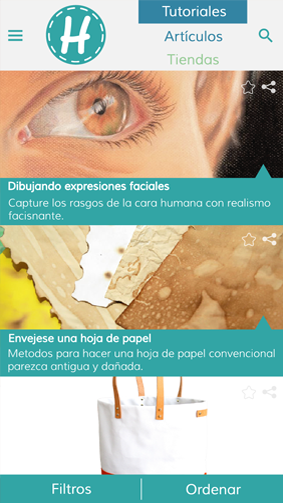 H
Tutoriales
Artículos
Tiendas
Dibujando expresiones faciales
Capture los rasgos de la cara humana con realismo
facisnante.
Envejese una hoja de papel
Metodos para hacer una hoja de papel convencional
parezca antigua y dañada.
Filtros
Ordenar